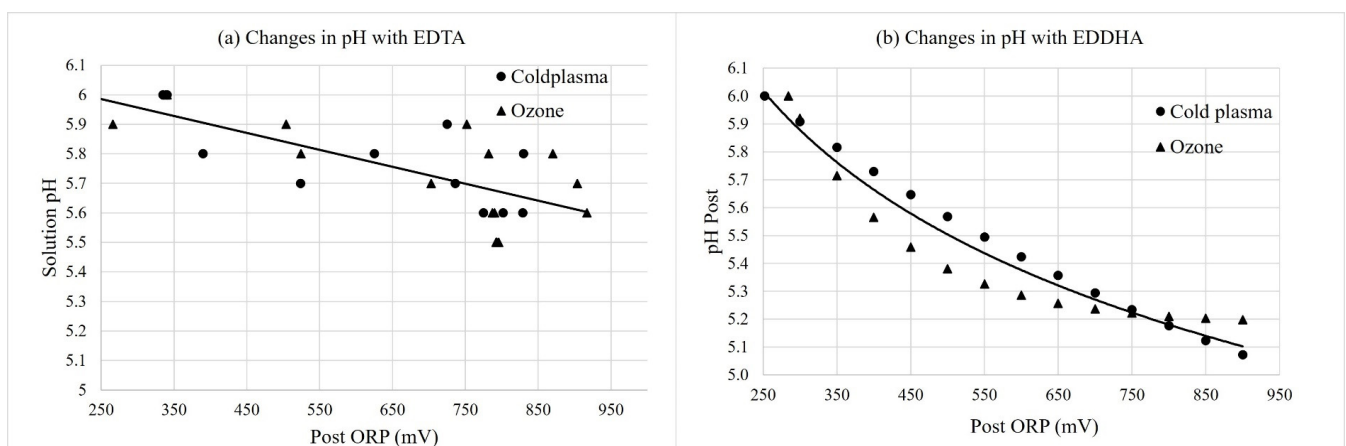 (a) Changes in pH with EDTA
6.1
6
5.9
5.8
5.7
5.6
5.5
5.4
5.3
5.2
5.1
5
Solution pH
Coldplasma
Ozone
250 350 450 550 650 750 850 950
Post ORP (mV)
(b) Changes in pH with EDDHA
6.1
6.0
5.9
5.8
5.7
5.6
5.5
5.4
5.3
5.2
5.1
5.0
pH Post
Cold plasma
Ozone
250 350 450 550 650 750 850 950
Post ORP (mV)